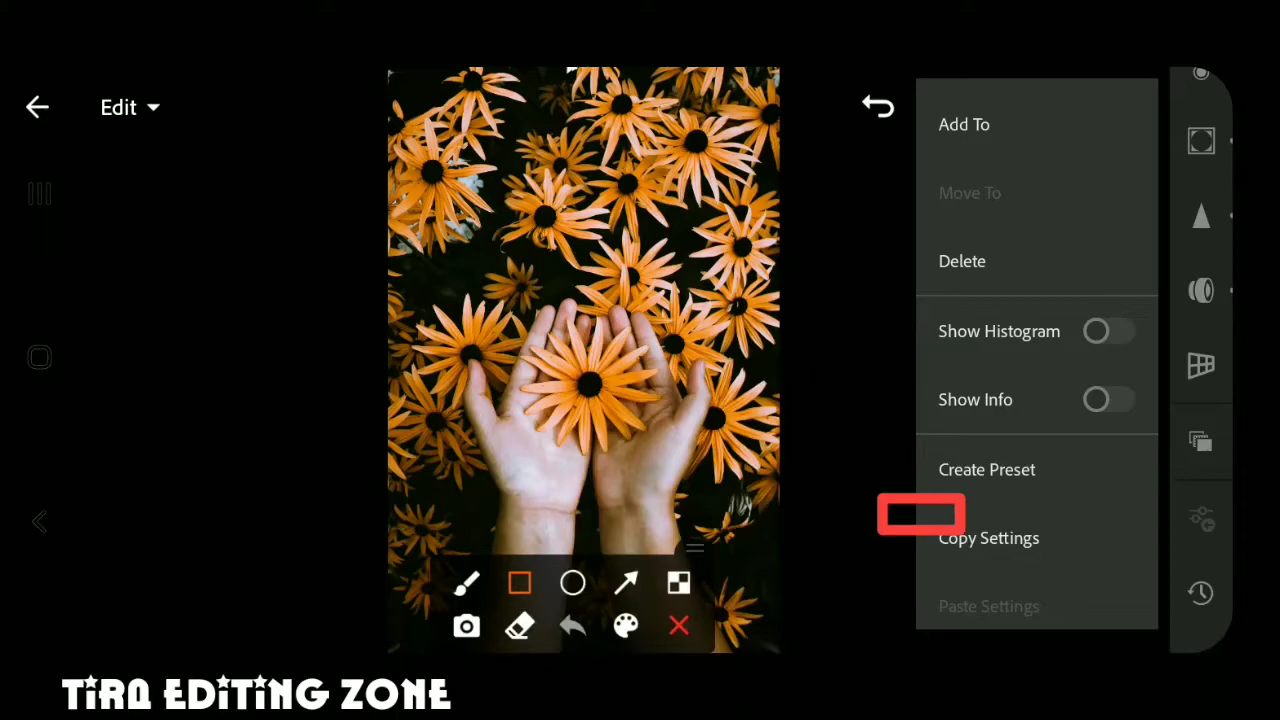 Edit
Add To
Move To
Delete
Show Histogram
Show Info
Create Preset
Copy Settings
Paste Settings
TiRA EDiTiNG ZONE